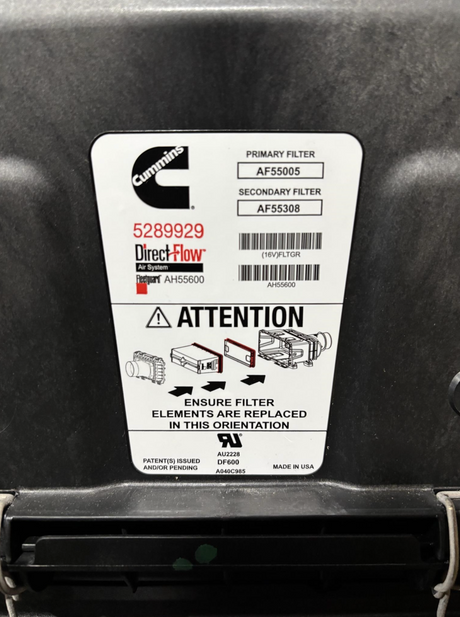 Cummins
5289929
Direct Flow™
Air System
Fleetguard® AH55600
PRIMARY FILTER
AF55005
SECONDARY FILTER
AF55308
(16V)FLTGR
AH55600
ATTENTION
ENSURE FILTER
ELEMENTS ARE REPLACED
IN THIS ORIENTATION
PATENT(S) ISSUED
AND/OR PENDING
AU2228
DF600
A040C985
MADE IN USA